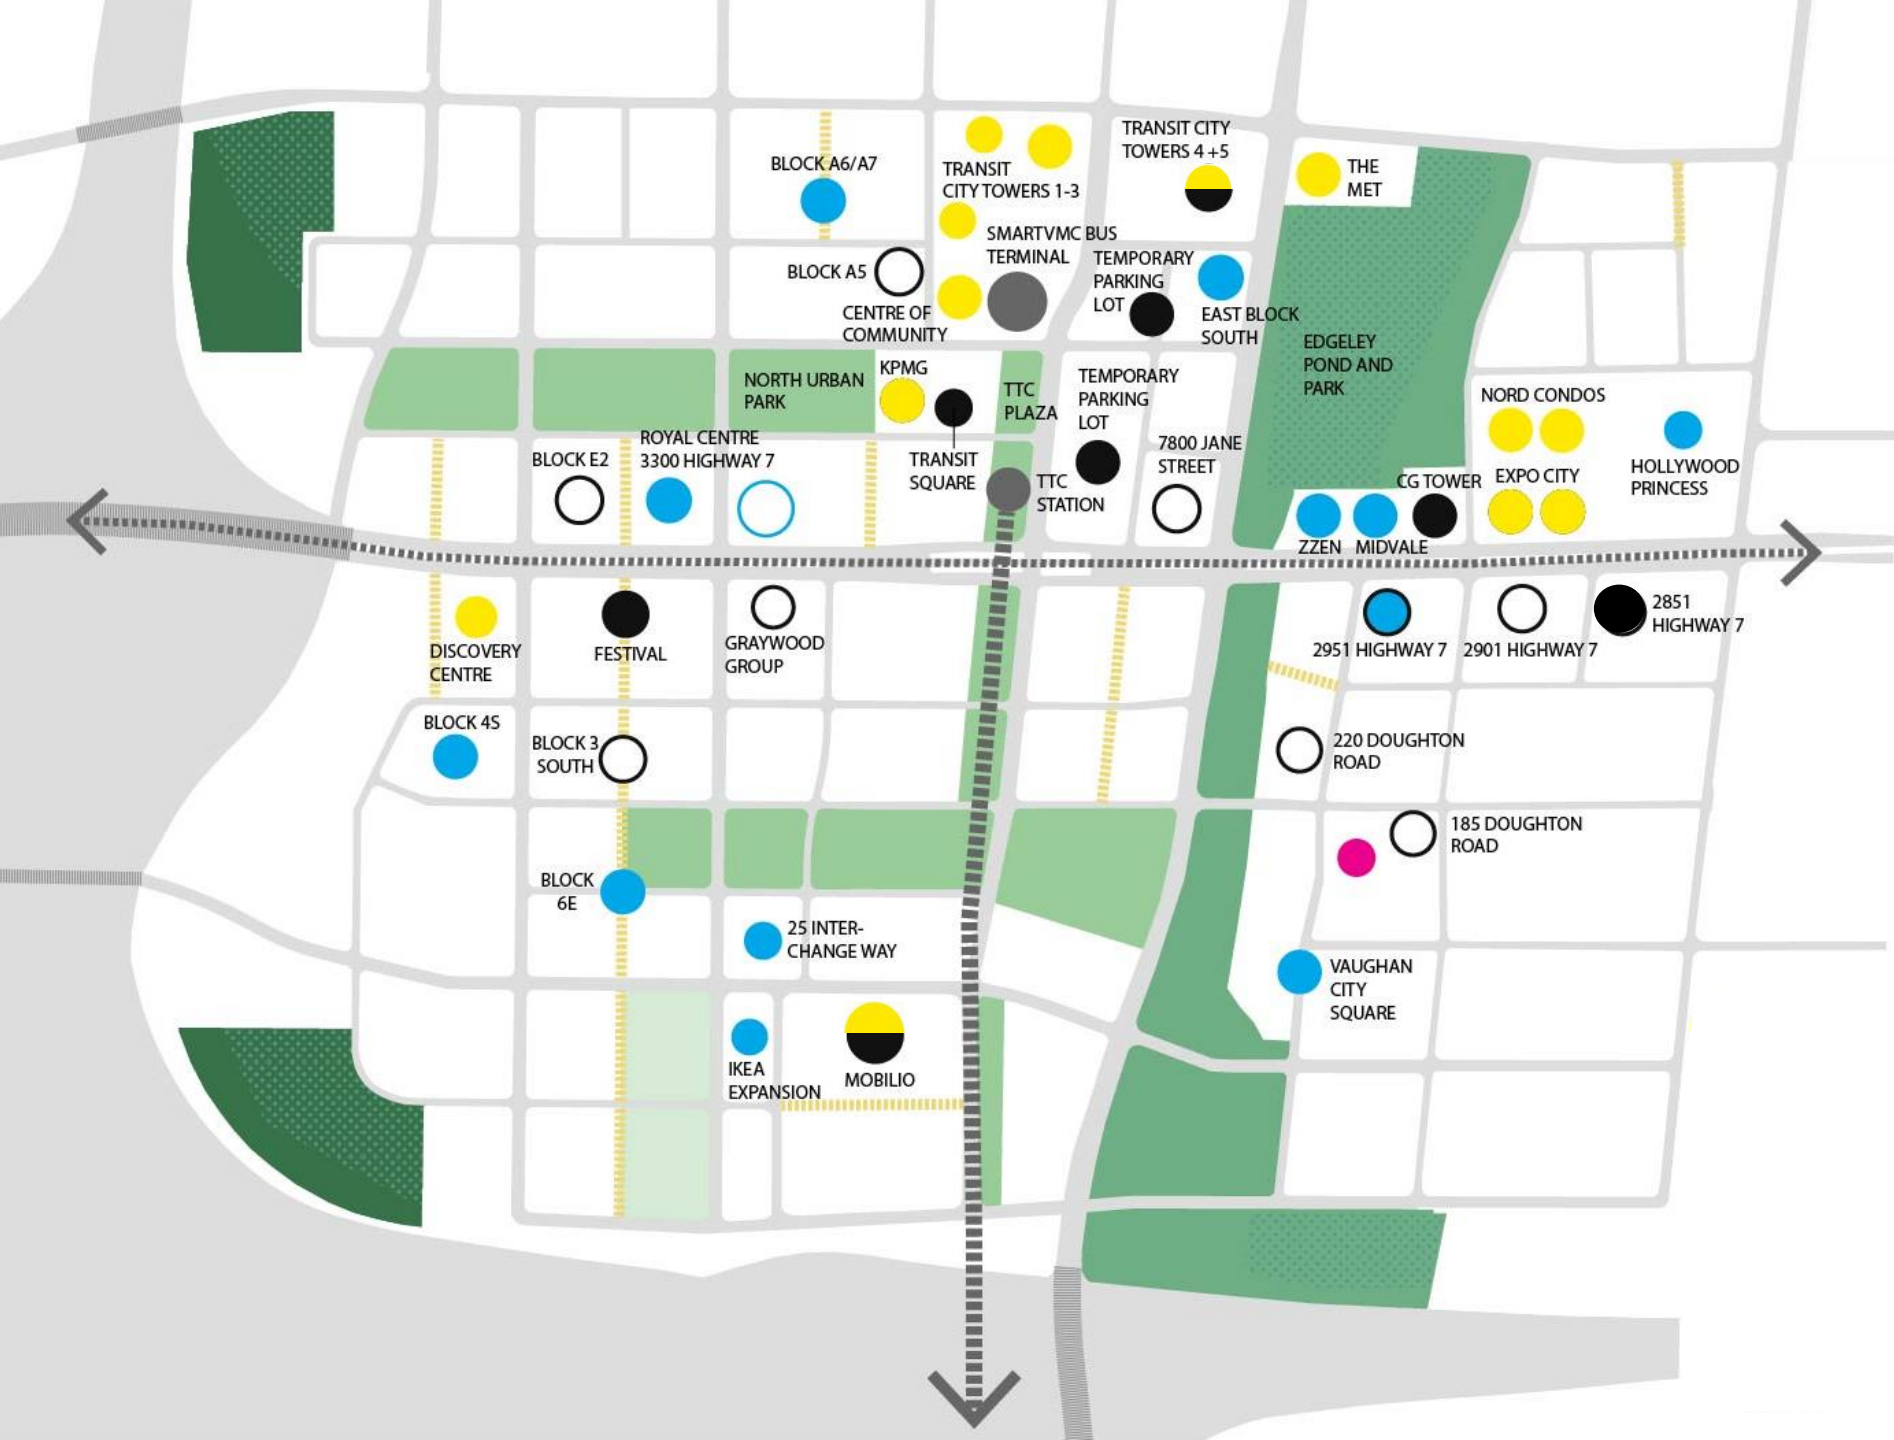 BLOCK A6/A7
TRANSIT
CITY TOWERS 1-3
TRANSIT CITY
TOWERS 4 +5
THE
MET
SMARTVMC BUS
TERMINAL
BLOCK A5
CENTRE OF
COMMUNITY
TEMPORARY
PARKING
LOT
EAST BLOCK
SOUTH
EDGELEY
POND AND
PARK
NORTH URBAN
PARK
KPMG
TTC
PLAZA
TEMPORARY
PARKING
LOT
NORD CONDOS
BLOCK E2
ROYAL CENTRE
3300 HIGHWAY 7
TRANSIT
SQUARE
TTC
STATION
7800 JANE
STREET
CG TOWER
EXPO CITY
HOLLYWOOD
PRINCESS
ZZEN
MIDVALE
DISCOVERY
CENTRE
FESTIVAL
GRAYWOOD
GROUP
2951 HIGHWAY 7
2901 HIGHWAY 7
2851
HIGHWAY 7
BLOCK 4S
BLOCK 3
SOUTH
220 DOUGHTON
ROAD
185 DOUGHTON
ROAD
BLOCK
6E
25 INTER-
CHANGE WAY
VAUGHAN
CITY
SQUARE
IKEA
EXPANSION
MOBILIO